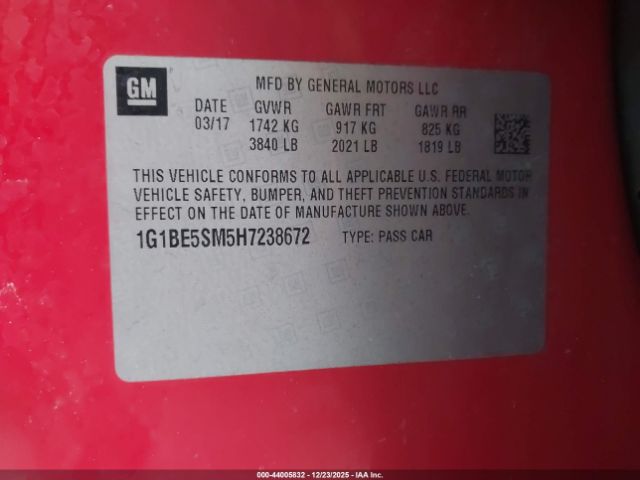 GM
MFD BY GENERAL MOTORS LLC
DATE GVWR GAWR FRT GAWR RR
03/17 1742 KG 917 KG 825 KG
3840 LB 2021 LB 1819 LB
THIS VEHICLE CONFORMS TO ALL APPLICABLE U.S. FEDERAL MOTOR
VEHICLE SAFETY, BUMPER, AND THEFT PREVENTION STANDARDS IN
EFFECT ON THE DATE OF MANUFACTURE SHOWN ABOVE.
1G1BE5SM5H7238672 TYPE: PASS CAR
000-44005832 - 12/23/2025 - IAA Inc.